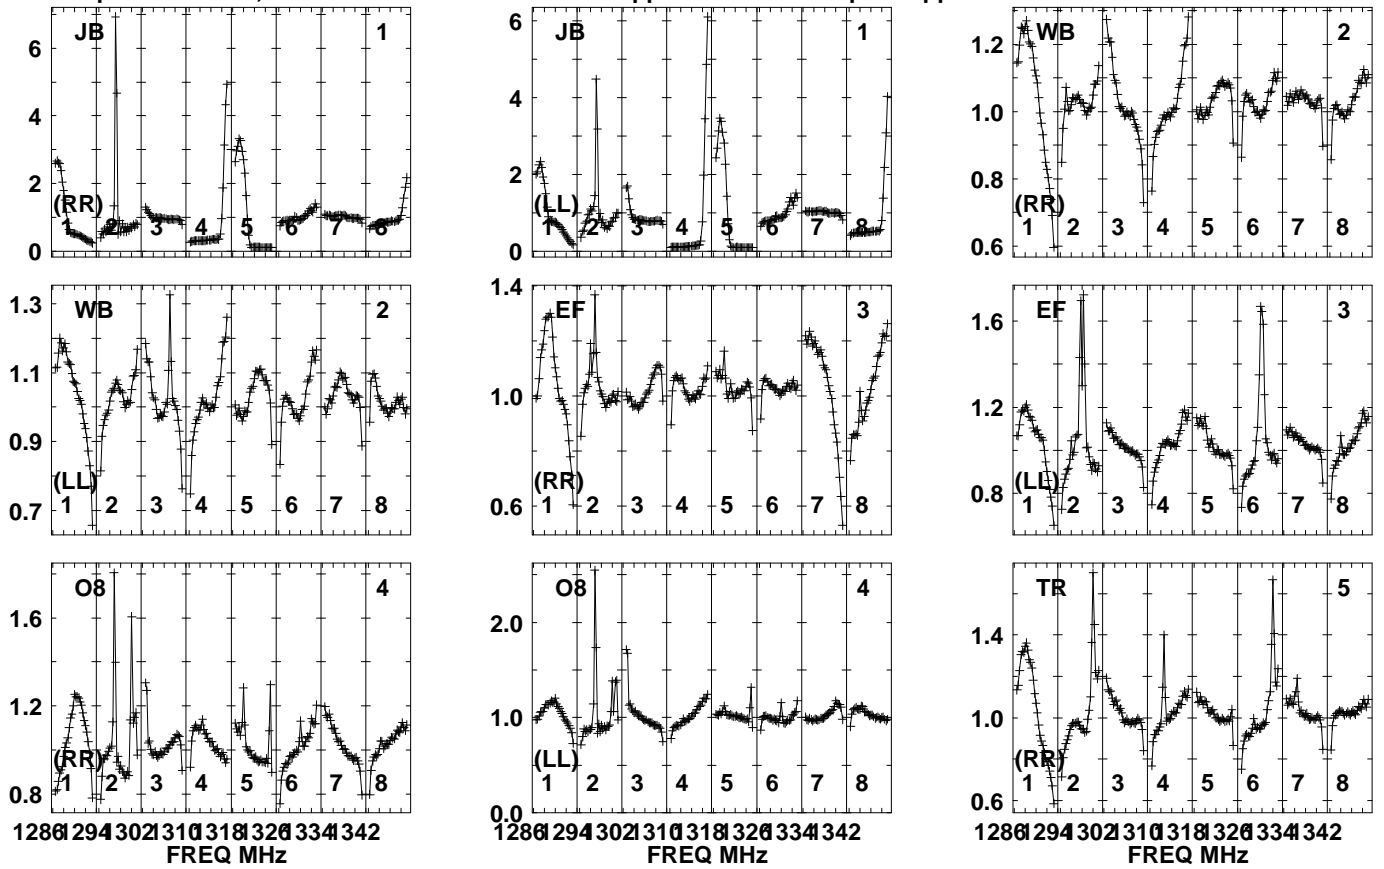 JB 1 JB 1 WB 2
6 6 1.2
4 4 1.0
2 2 0.8
(RR) (LL) (RR)
1 2 3 4 5 6 7 8 1 2 3 4 5 6 7 8 1 2 3 4 5 6 7 8
0 0 0.6
WB 2 EF 3 EF 3
1.3 1.4 1.6
1.1 1.0 1.2
0.9 0.8
(LL) (RR) (LL)
0.7 0.6
1 2 3 4 5 6 7 8 1 2 3 4 5 6 7 8 1 2 3 4 5 6 7 8
O8 4 O8 4 TR 5
1.6 2.0 1.4
1.2 1.0 1.0
(RR) (LL) (RR)
1 2 3 4 5 6 7 8 1 2 3 4 5 6 7 8 1 2 3 4 5 6 7 8
0.8 0.0 0.6
1286 1294 1302 1310 1318 1326 1334 1342 1286 1294 1302 1310 1318 1326 1334 1342 1286 1294 1302 1310 1318 1326 1334 1342
FREQ MHz FREQ MHz FREQ MHz